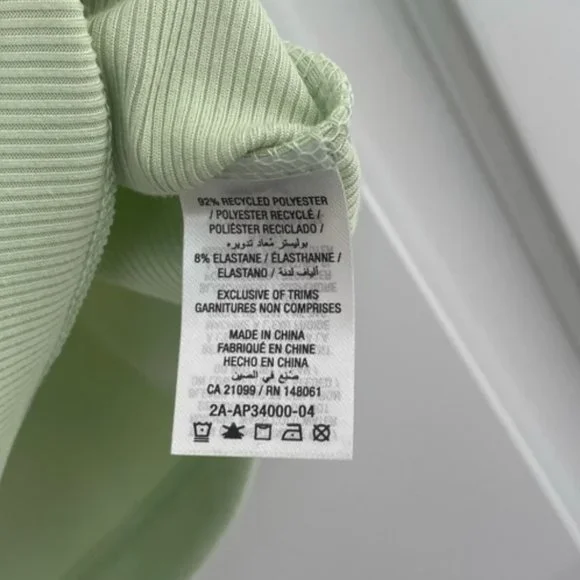 92% RECYCLED POLYESTER
/ POLYESTER RECYCLÉ /
POLIÉSTER RECICLADO /
بوليستر مُعاد تدويره
8% ELASTANE / ÉLASTHANNE /
ELASTANO / ألياف لدنة
EXCLUSIVE OF TRIMS
GARNITURES NON COMPRISES
MADE IN CHINA
FABRIQUÉ EN CHINE
HECHO EN CHINA
صُنع في الصين
CA 21099 / RN 148061
2A-AP34000-04